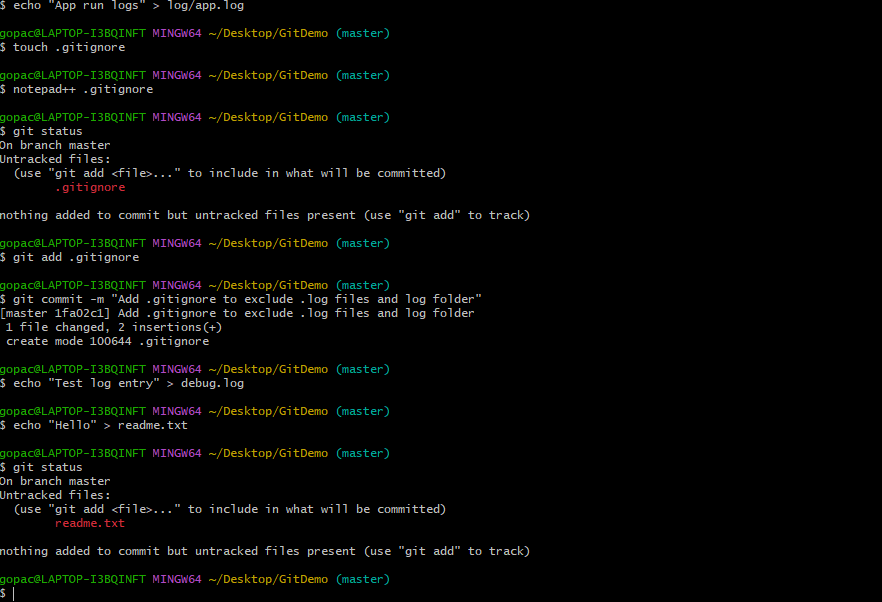 $ echo "App run logs" > log/app.log
gopac@LAPTOP-I3BQINFT MINGW64 ~/Desktop/GitDemo (master)
$ touch .gitignore
gopac@LAPTOP-I3BQINFT MINGW64 ~/Desktop/GitDemo (master)
$ notepad++ .gitignore
gopac@LAPTOP-I3BQINFT MINGW64 ~/Desktop/GitDemo (master)
$ git status
On branch master
Untracked files:
  (use "git add <file>..." to include in what will be committed)
        .gitignore
nothing added to commit but untracked files present (use "git add" to track)
gopac@LAPTOP-I3BQINFT MINGW64 ~/Desktop/GitDemo (master)
$ git add .gitignore
gopac@LAPTOP-I3BQINFT MINGW64 ~/Desktop/GitDemo (master)
$ git commit -m "Add .gitignore to exclude .log files and log folder"
[master 1fa02c1] Add .gitignore to exclude .log files and log folder
 1 file changed, 2 insertions(+)
 create mode 100644 .gitignore
gopac@LAPTOP-I3BQINFT MINGW64 ~/Desktop/GitDemo (master)
$ echo "Test log entry" > debug.log
gopac@LAPTOP-I3BQINFT MINGW64 ~/Desktop/GitDemo (master)
$ echo "Hello" > readme.txt
gopac@LAPTOP-I3BQINFT MINGW64 ~/Desktop/GitDemo (master)
$ git status
On branch master
Untracked files:
  (use "git add <file>..." to include in what will be committed)
        readme.txt
nothing added to commit but untracked files present (use "git add" to track)
gopac@LAPTOP-I3BQINFT MINGW64 ~/Desktop/GitDemo (master)
$